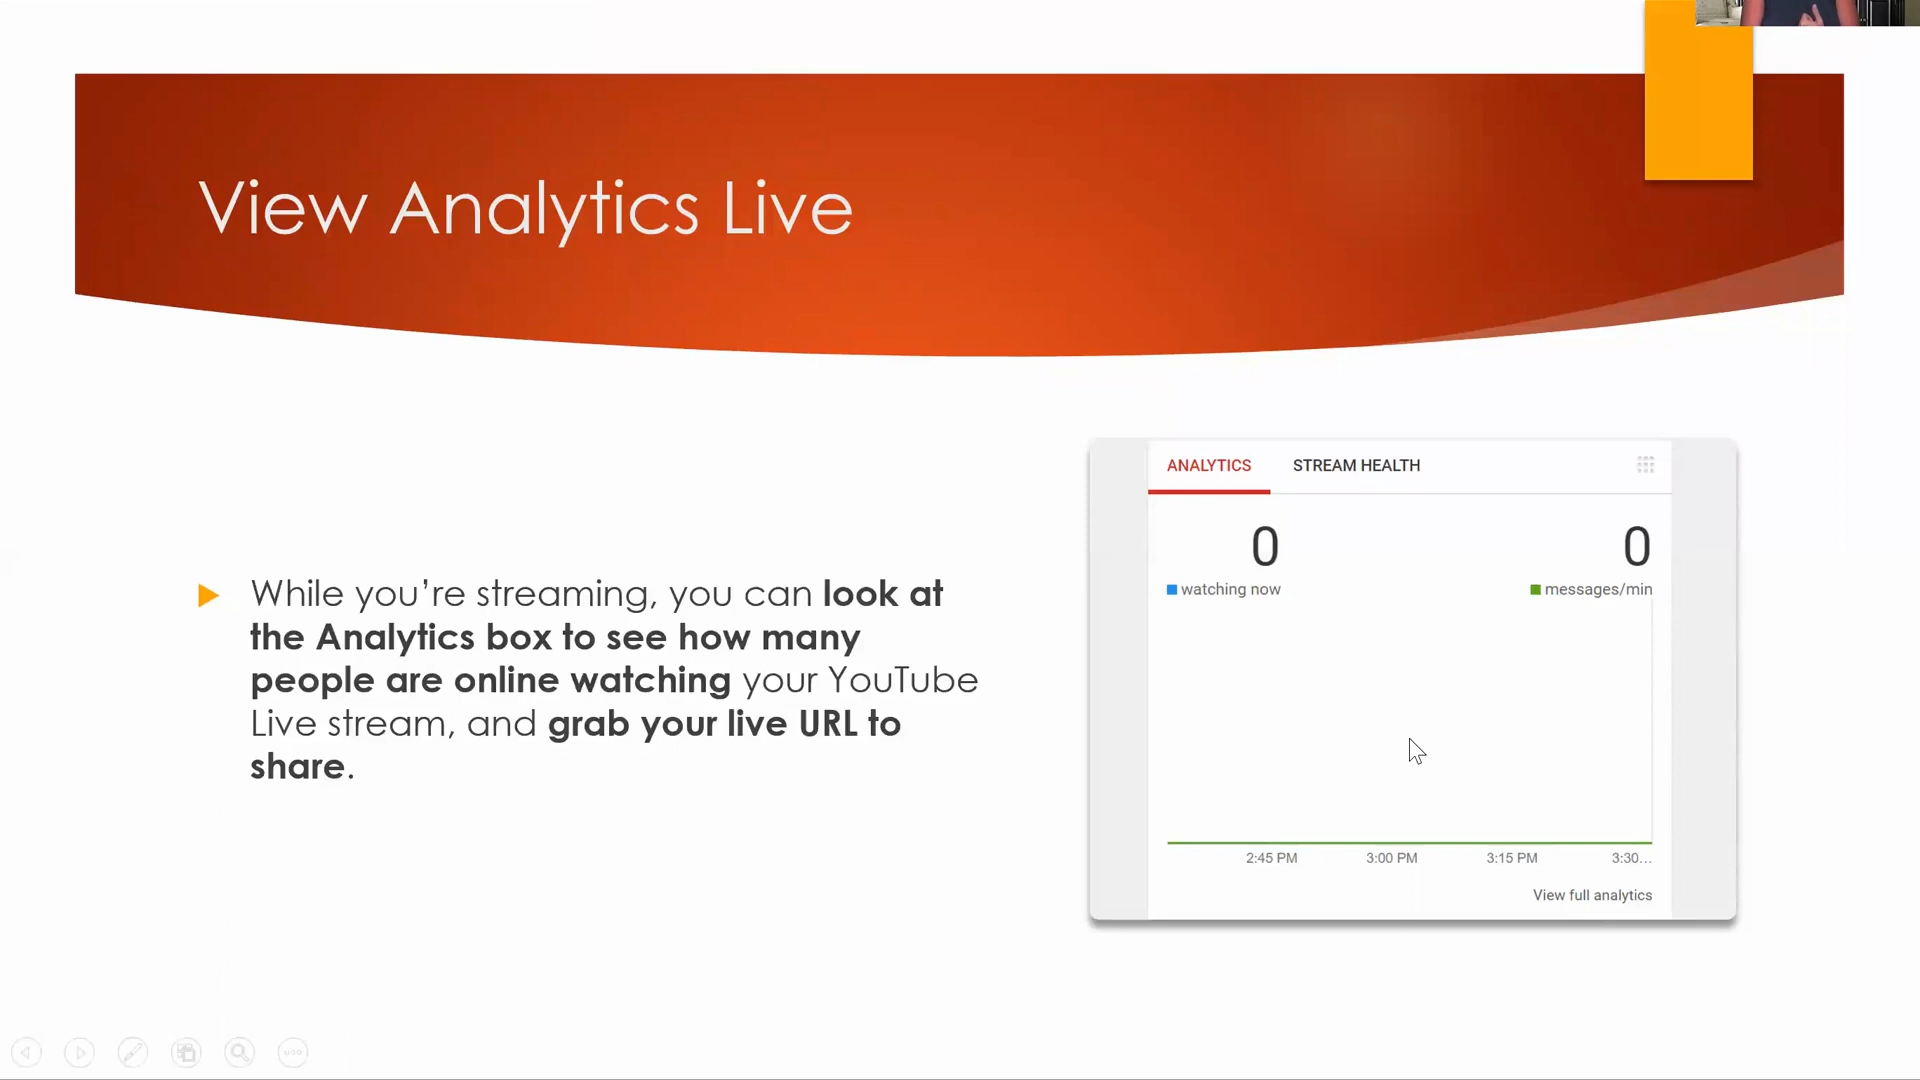 View Analytics Live
While you’re streaming, you can look at
the Analytics box to see how many
people are online watching your YouTube
Live stream, and grab your live URL to
share.
ANALYTICS STREAM HEALTH
0 0
watching now messages/min
2:45 PM 3:00 PM 3:15 PM 3:30...
View full analytics